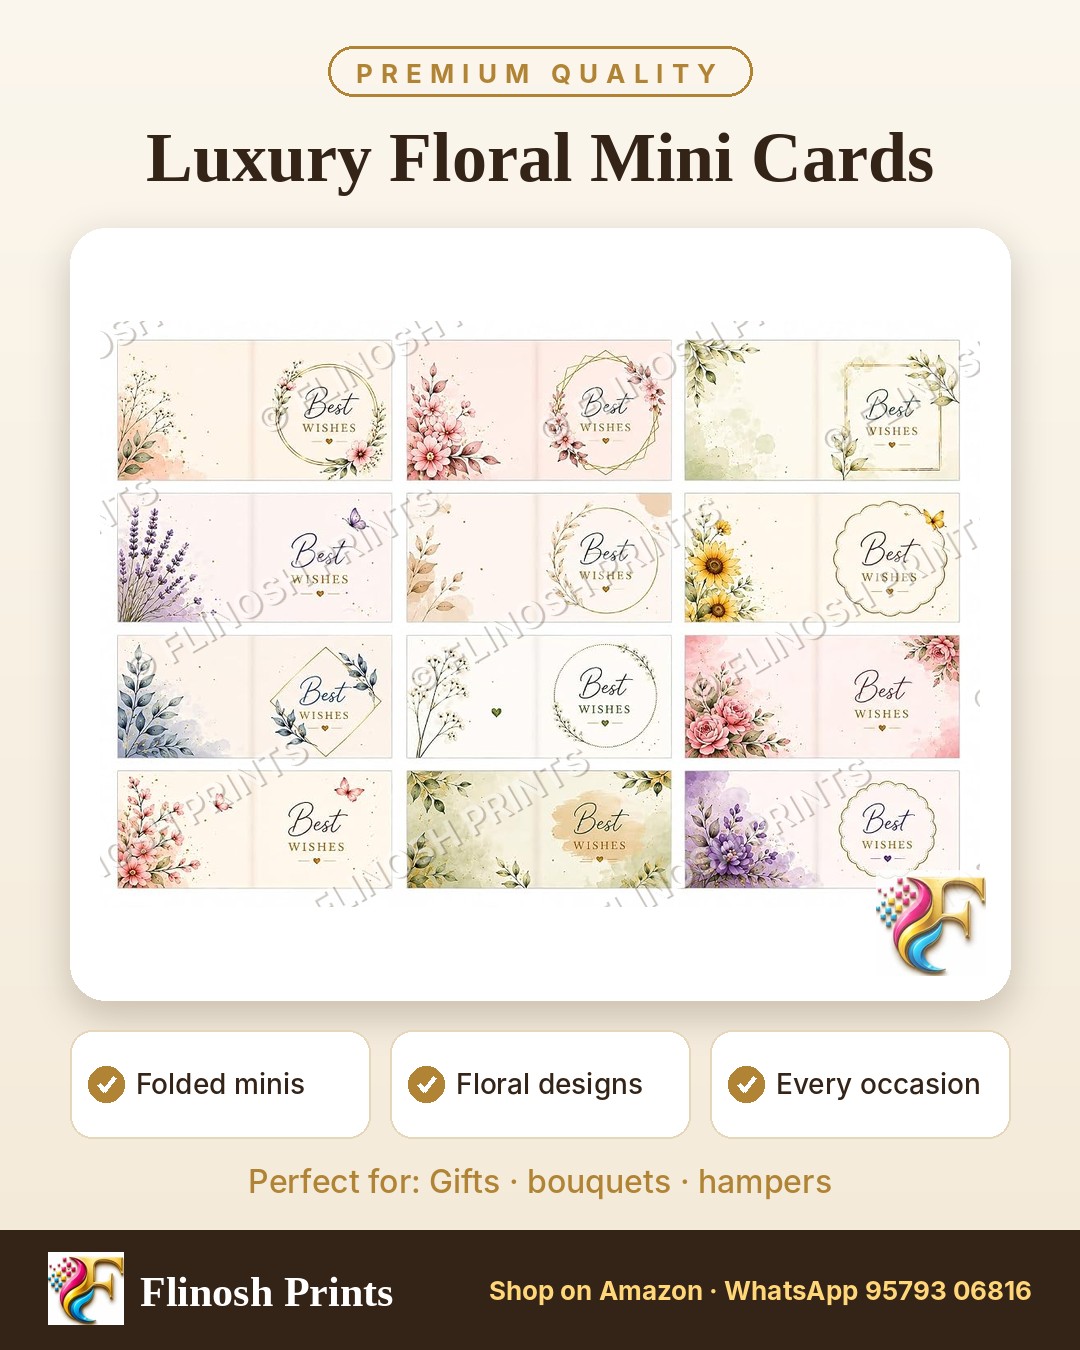 PREMIUM QUALITY
Luxury Floral Mini Cards
© FLINOSH PRINTS
Best
WISHES
Best
WISHES
Best
WISHES
Best
WISHES
Best
WISHES
Best
WISHES
Best
WISHES
Best
WISHES
Best
WISHES
Best
WISHES
Best
WISHES
Best
WISHES
F
Folded minis
Floral designs
Every occasion
Perfect for: Gifts · bouquets · hampers
F
Flinosh Prints
Shop on Amazon · WhatsApp 95793 06816